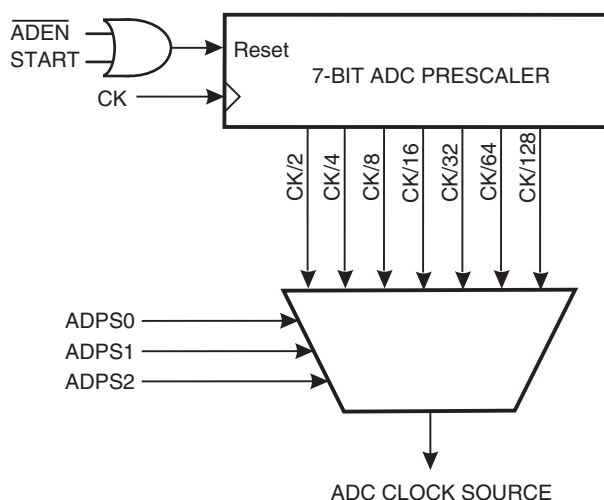 ADEN
START
Reset
7-BIT ADC PRESCALER
CK
CK/2
CK/4
CK/8
CK/16
CK/32
CK/64
CK/128
ADPS0
ADPS1
ADPS2
ADC CLOCK SOURCE